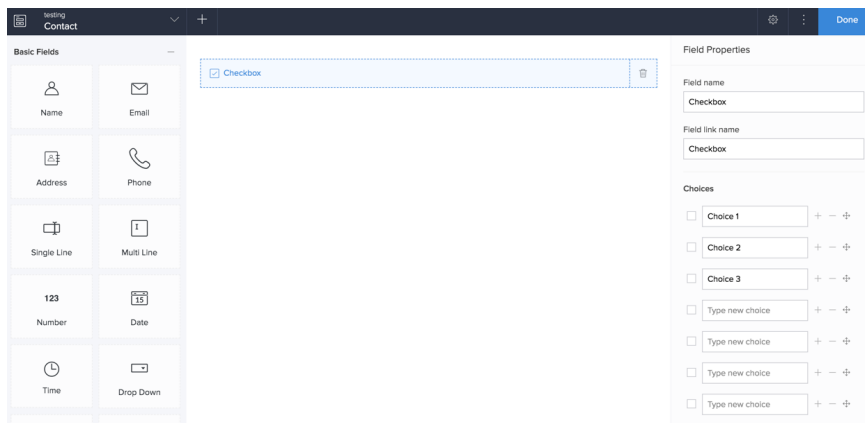 testing
Contact
Done
Basic Fields
Name
Email
Address
Phone
Single Line
Multi Line
123
Number
15
Date
Time
Drop Down
Checkbox
Field Properties
Field name
Checkbox
Field link name
Checkbox
Choices
Choice 1
Choice 2
Choice 3
Type new choice
Type new choice
Type new choice
Type new choice